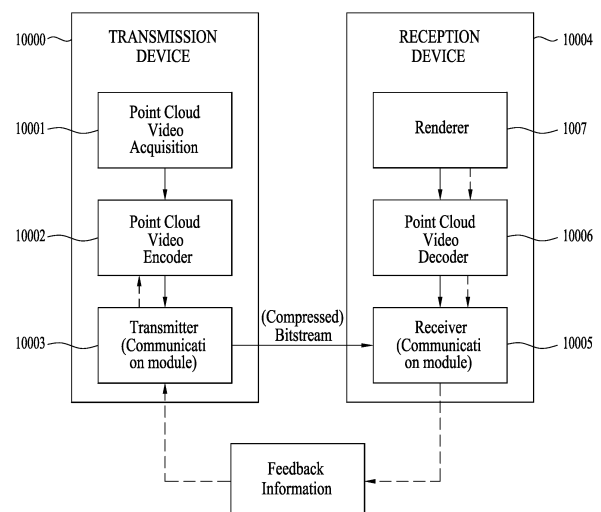 10000
TRANSMISSION
DEVICE
10001
Point Cloud
Video
Acquisition
10002
Point Cloud
Video
Encoder
10003
Transmitter
(Communicati
on module)
(Compressed)
Bitstream
RECEPTION
DEVICE
10004
Renderer
1007
Point Cloud
Video
Decoder
10006
Receiver
(Communicati
on module)
10005
Feedback
Information